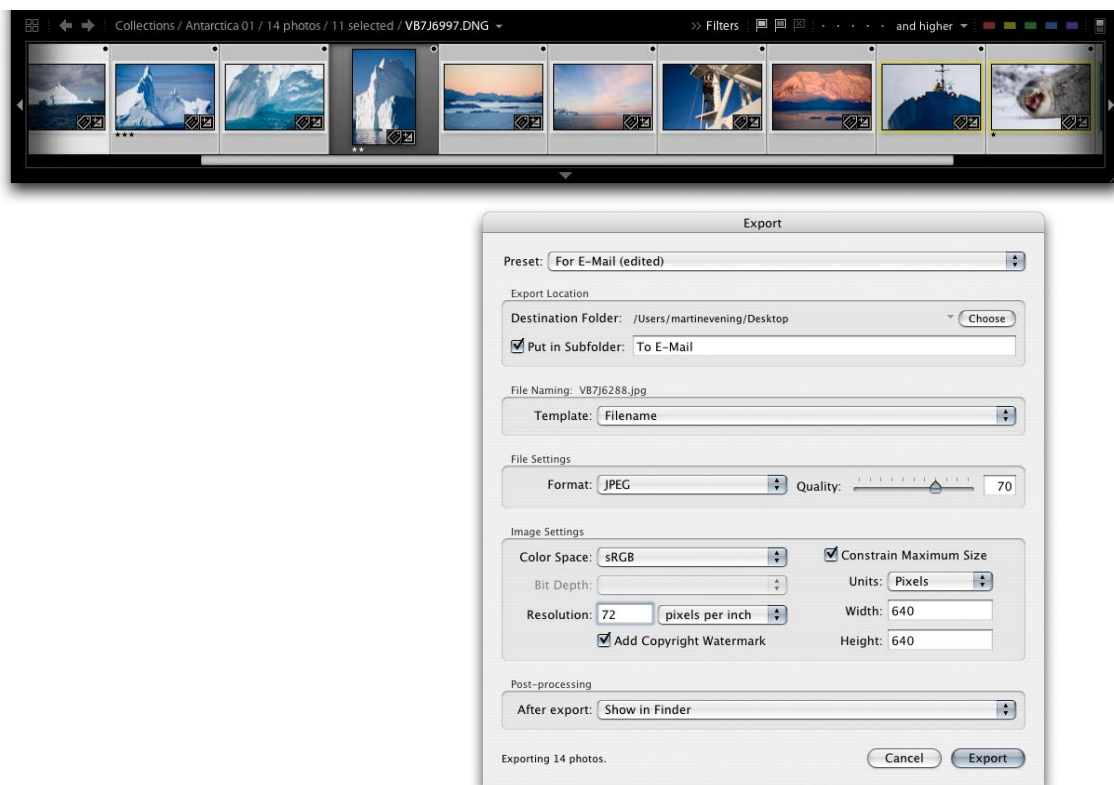 Collections / Antarctica 01 / 14 photos / 11 selected / VB7J6997.DNG
>> Filters
and higher
Export
Preset: For E-Mail (edited)
Export Location
Destination Folder: /Users/martinevening/Desktop
Choose
Put in Subfolder: To E-Mail
File Naming: VB7J6288.jpg
Template: Filename
File Settings
Format: JPEG
Quality: 70
Image Settings
Color Space: sRGB
Constrain Maximum Size
Bit Depth:
Units: Pixels
Resolution: 72 pixels per inch
Width: 640
Add Copyright Watermark
Height: 640
Post-processing
After export: Show in Finder
Exporting 14 photos.
Cancel
Export